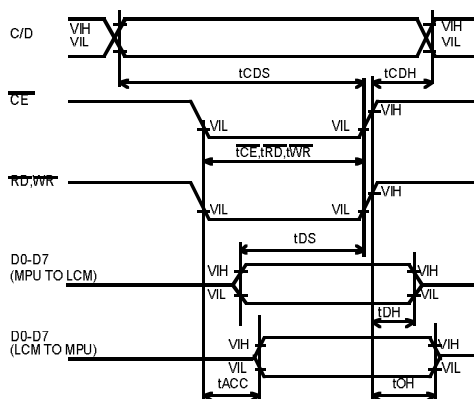 C/D VIH VIL VIH VIL
tCDS tCDH
CE VIL VIL VIH
tCE,tRD,tWR
RD,WR VIL VIL VIH
tDS
D0-D7 (MPU TO LCM) VIH VIL VIH VIL
tDH
D0-D7 (LCM TO MPU) VIH VIL VIH VIL
tACC tOH